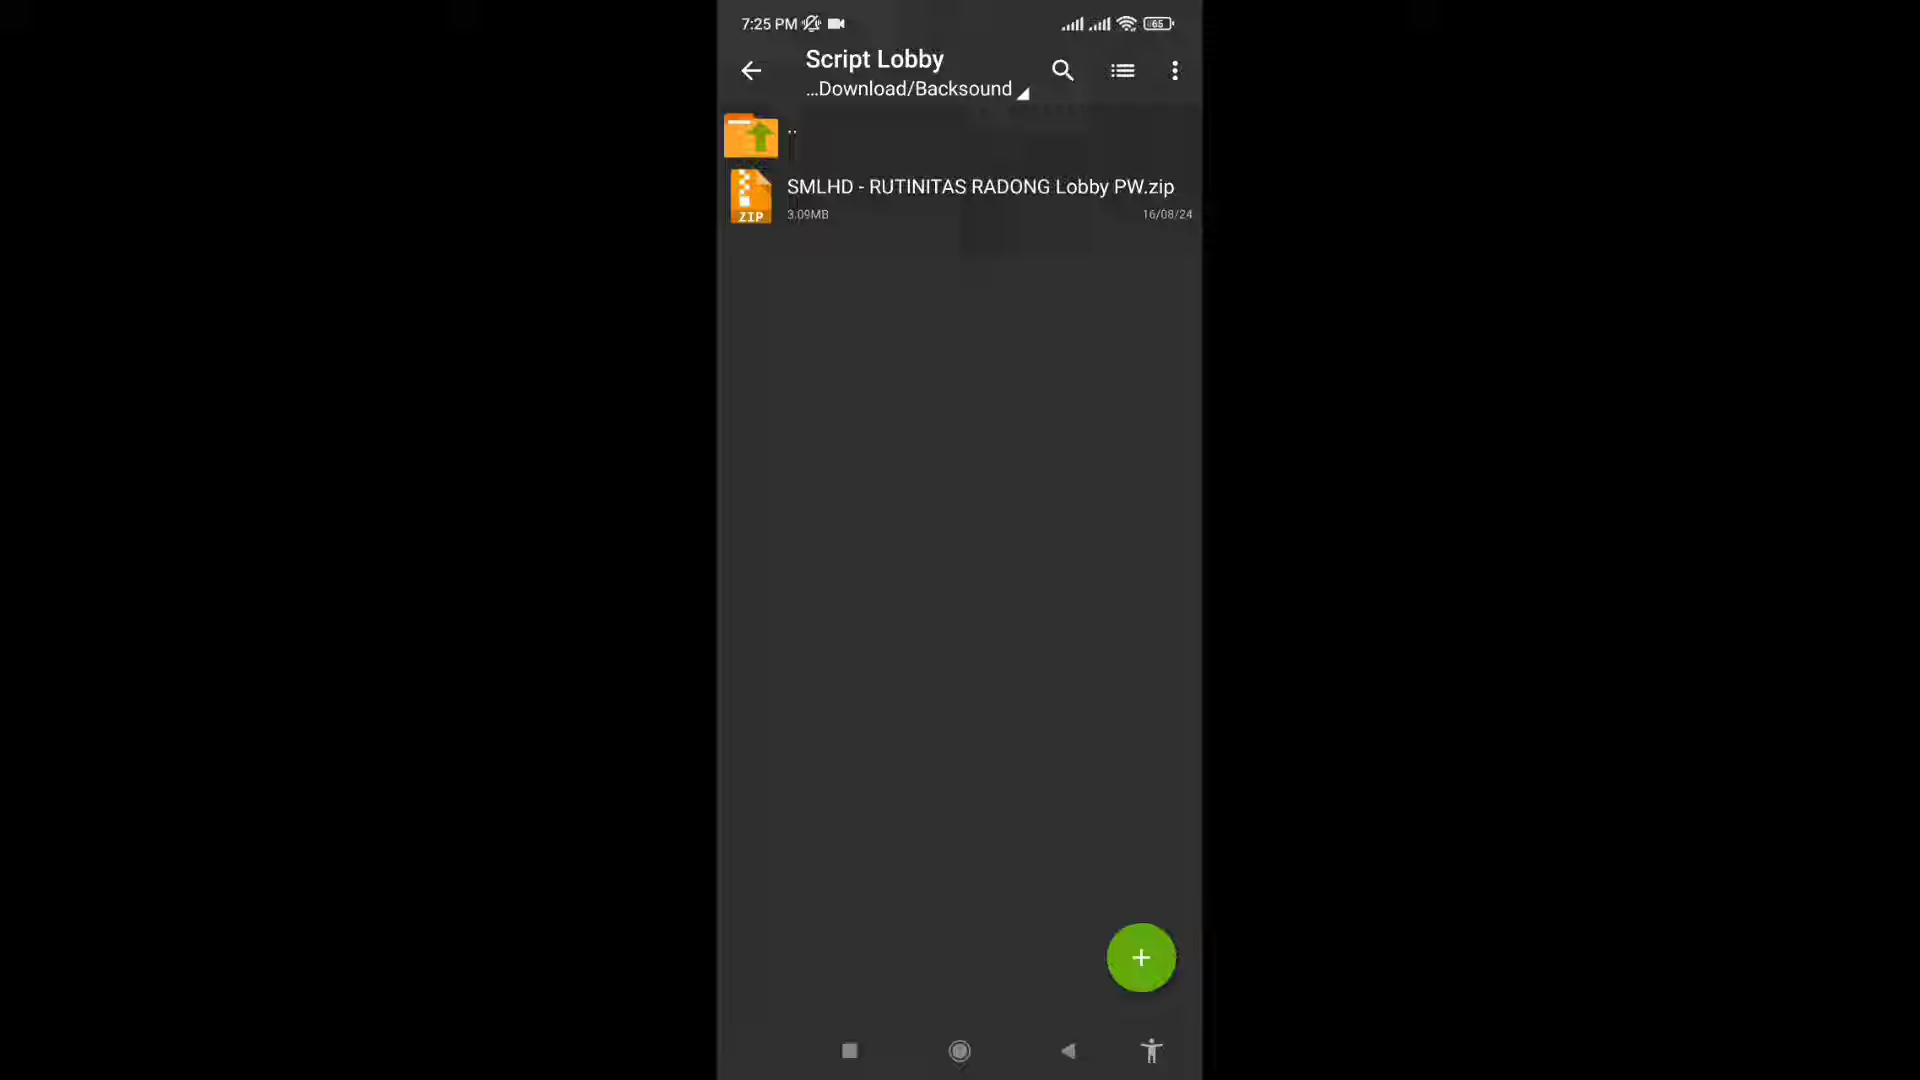 7:25 PM
65
Script Lobby
...Download/Backsound
..
SMLHD - RUTINITAS RADONG Lobby PW.zip
ZIP
3.09MB
16/08/24